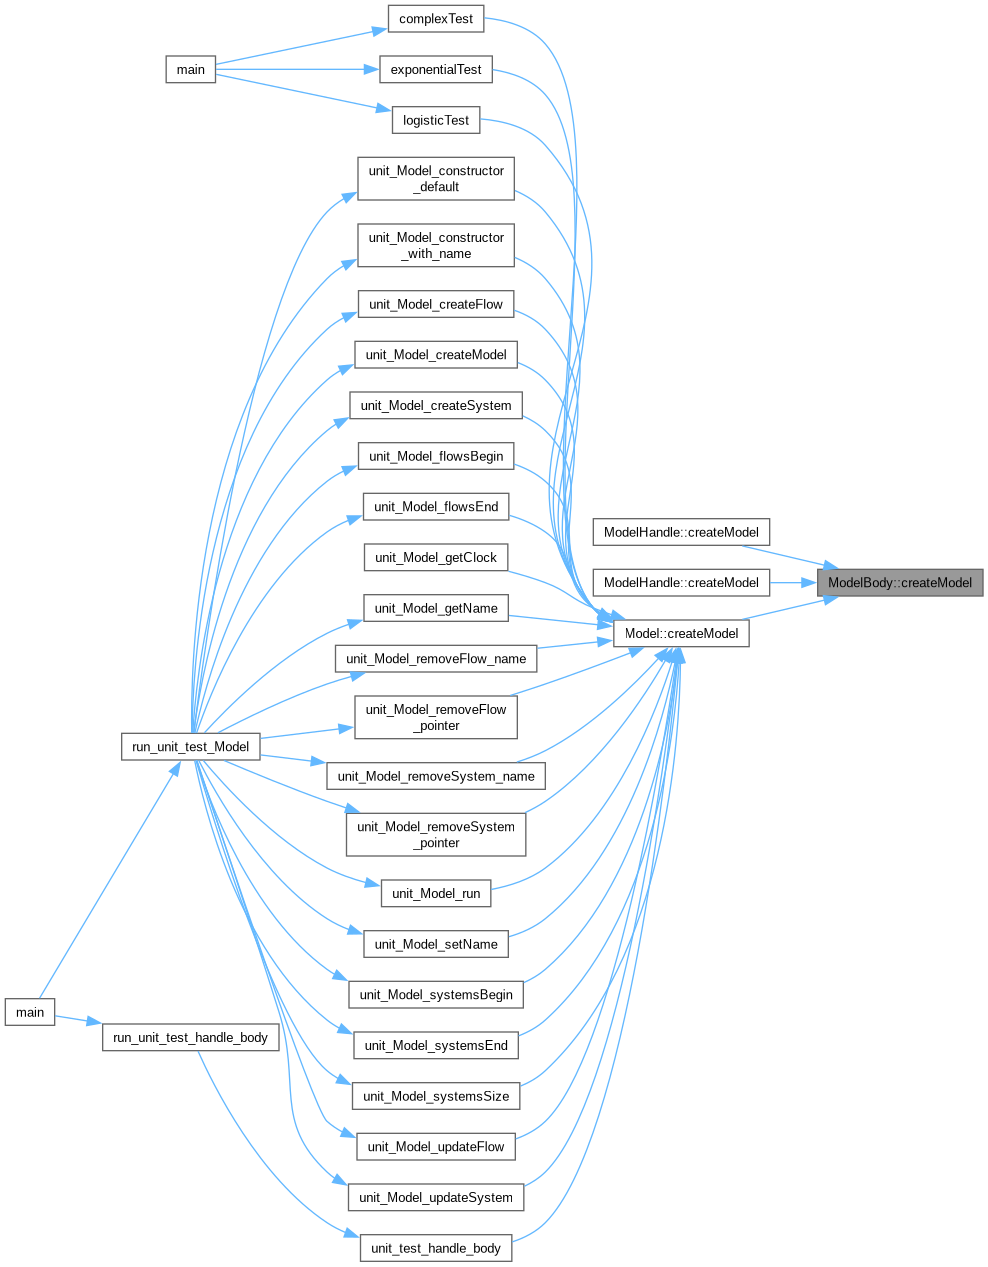 complexTest
main
exponentialTest
logisticTest
unit_Model_constructor
_default
unit_Model_constructor
_with_name
unit_Model_createFlow
unit_Model_createModel
unit_Model_createSystem
unit_Model_flowsBegin
unit_Model_flowsEnd
ModelHandle::createModel
unit_Model_getClock
ModelHandle::createModel
ModelBody::createModel
unit_Model_getName
Model::createModel
unit_Model_removeFlow_name
unit_Model_removeFlow
_pointer
run_unit_test_Model
unit_Model_removeSystem_name
unit_Model_removeSystem
_pointer
unit_Model_run
unit_Model_setName
unit_Model_systemsBegin
main
run_unit_test_handle_body
unit_Model_systemsEnd
unit_Model_systemsSize
unit_Model_updateFlow
unit_Model_updateSystem
unit_test_handle_body